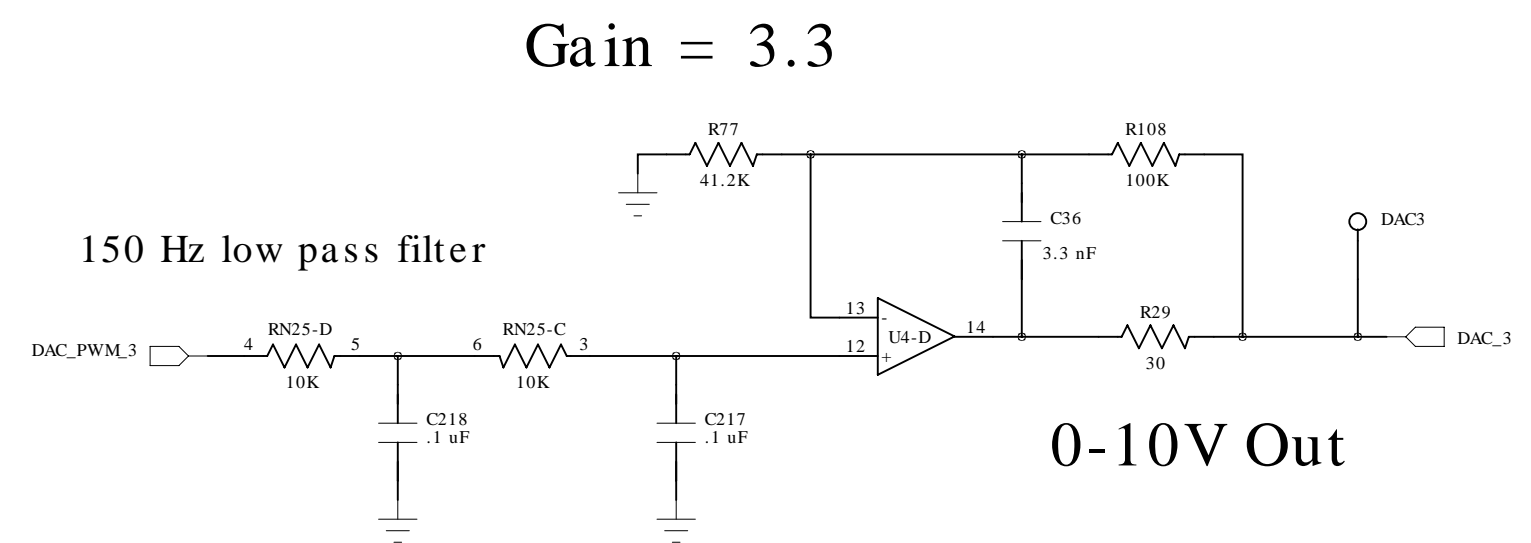 Gain = 3.3
R77
41.2K
R108
100K
C36
3.3 nF
DAC3
150 Hz low pass filter
DAC_PWM_3
4
RN25-D
5
10K
6
RN25-C
3
10K
13
-
U4-D
14
12
+
R29
30
DAC_3
C218
.1 uF
C217
.1 uF
0-10V Out